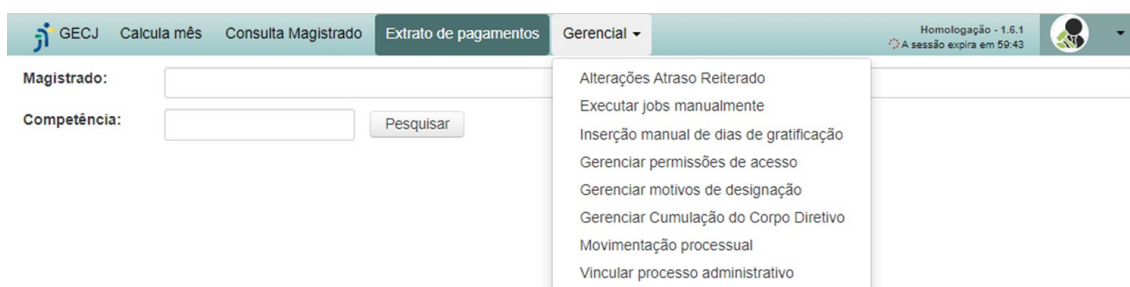 GECJ Calcula mês Consulta Magistrado Extrato de pagamentos Gerencial
Homologação - 1.6.1
A sessão expira em 59:43
Magistrado:
Competência:
Pesquisar
Alterações Atraso Reiterado
Executar jobs manualmente
Inserção manual de dias de gratificação
Gerenciar permissões de acesso
Gerenciar motivos de designação
Gerenciar Cumulação do Corpo Diretivo
Movimentação processual
Vincular processo administrativo